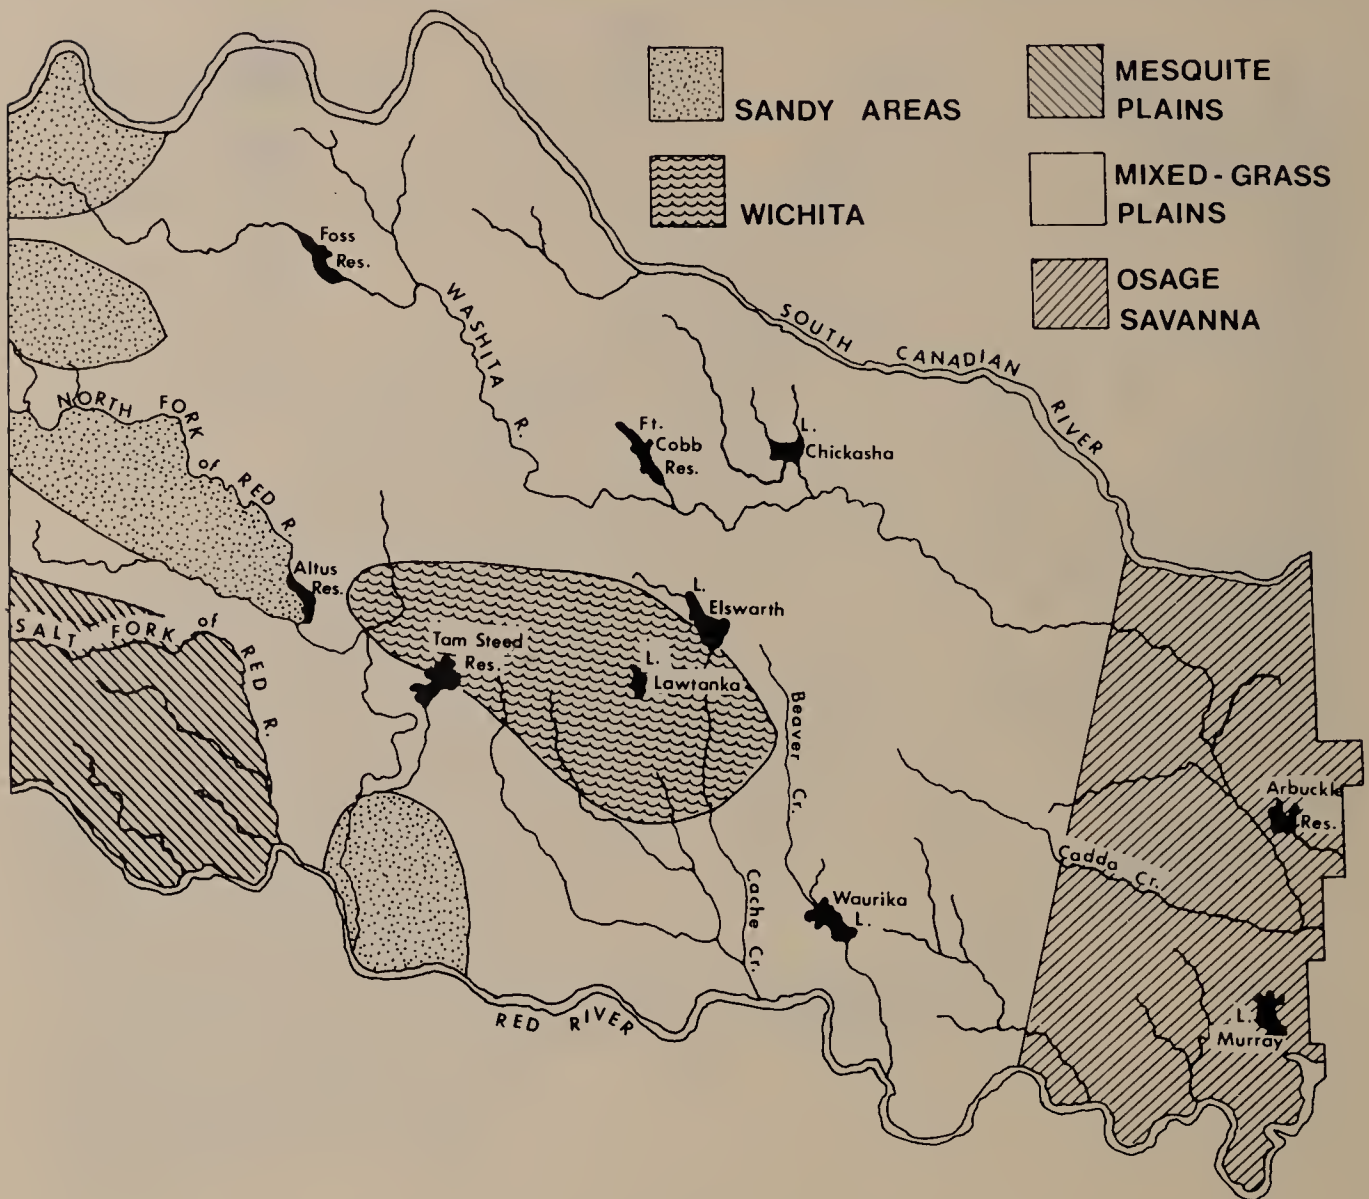 SANDY AREAS
WICHITA
MESQUITE
PLAINS
MIXED-GRASS
PLAINS
OSAGE
SAVANNA
Foss
Res.
WASHITA R.
SOUTH CANADIAN RIVER
NORTH FORK of RED R.
Ft.
Cobb
Res.
L.
Chickasha
Altus
Res.
L.
Elswarth
SALT FORK of RED R.
Tam Steed
Res.
L.
Lawtanka
Beaver Cr.
Arbuckle
Res.
Cadda Cr.
Cache Cr.
Waurika
L.
L.
Murray
RED RIVER